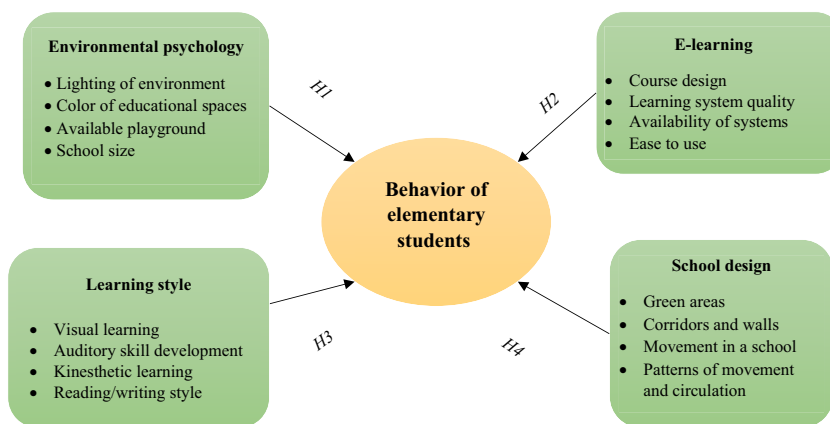 Environmental psychology
• Lighting of environment
• Color of educational spaces
• Available playground
• School size
H1
E-learning
• Course design
• Learning system quality
• Availability of systems
• Ease to use
H2
Behavior of
elementary
students
Learning style
• Visual learning
• Auditory skill development
• Kinesthetic learning
• Reading/writing style
H3
School design
• Green areas
• Corridors and walls
• Movement in a school
• Patterns of movement
and circulation
H4